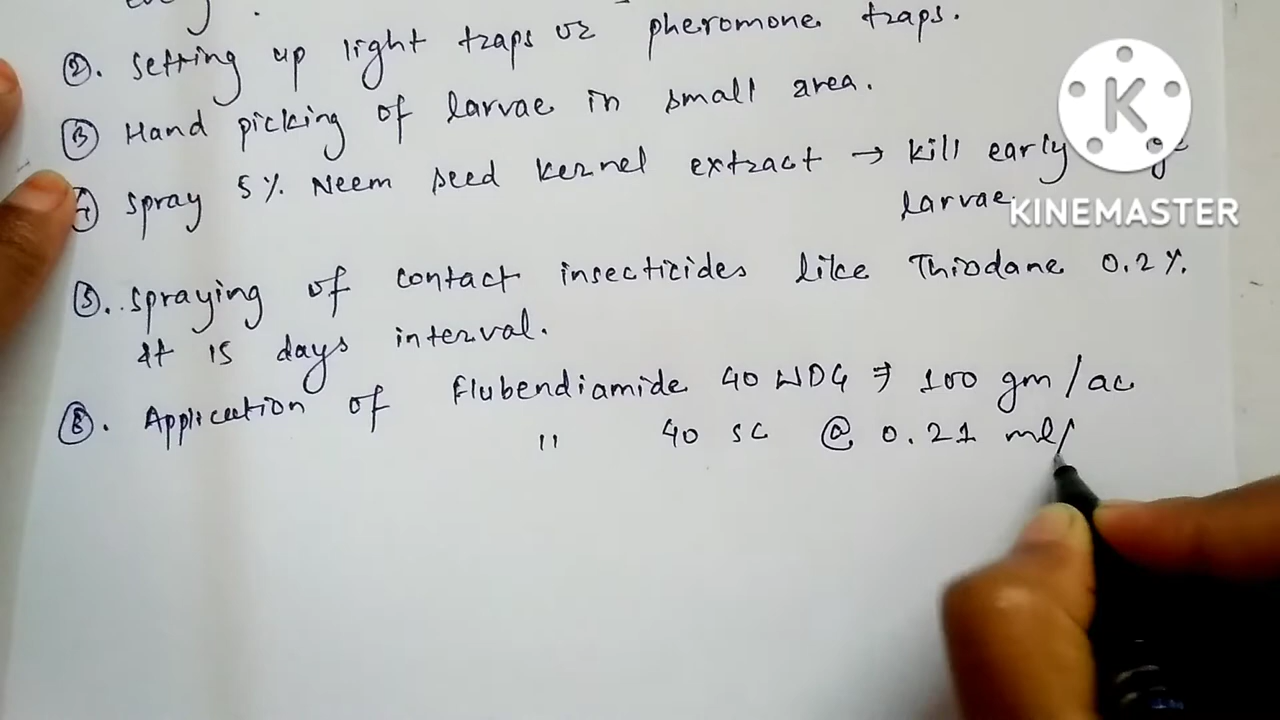 ②. Setting up light traps or pheromone traps.
③ Hand picking of larvae in small area.
④ Spray 5% Neem seed kernel extract → kill early
larvae.
K
KINEMASTER
⑤. Spraying of contact insecticides like Thiodane 0.2%.
At 15 days interval.
⑥. Application of Flubendiamide 40 WDG ⇒ 100 gm/ac
" 40 SC @ 0.21 ml/